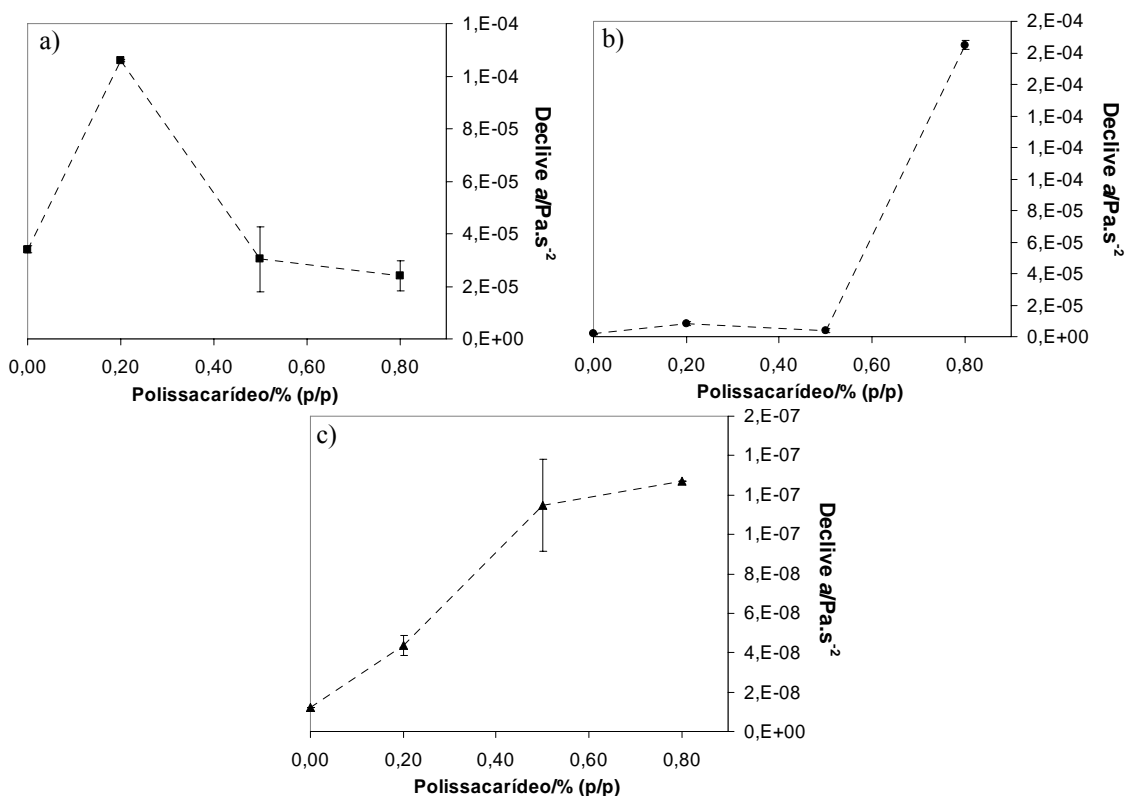 a)
1,E-04
1,E-04
8,E-05
6,E-05
4,E-05
2,E-05
0,E+00
Declive a/Pa.s-2
0,00 0,20 0,40 0,60 0,80
Polissacarídeo/% (p/p)
b)
2,E-04
2,E-04
2,E-04
1,E-04
1,E-04
1,E-04
8,E-05
6,E-05
4,E-05
2,E-05
0,E+00
Declive a/Pa.s-2
0,00 0,20 0,40 0,60 0,80
Polissacarídeo/% (p/p)
c)
2,E-07
1,E-07
1,E-07
1,E-07
8,E-08
6,E-08
4,E-08
2,E-08
0,E+00
Declive a/Pa.s-2
0,00 0,20 0,40 0,60 0,80
Polissacarídeo/% (p/p)